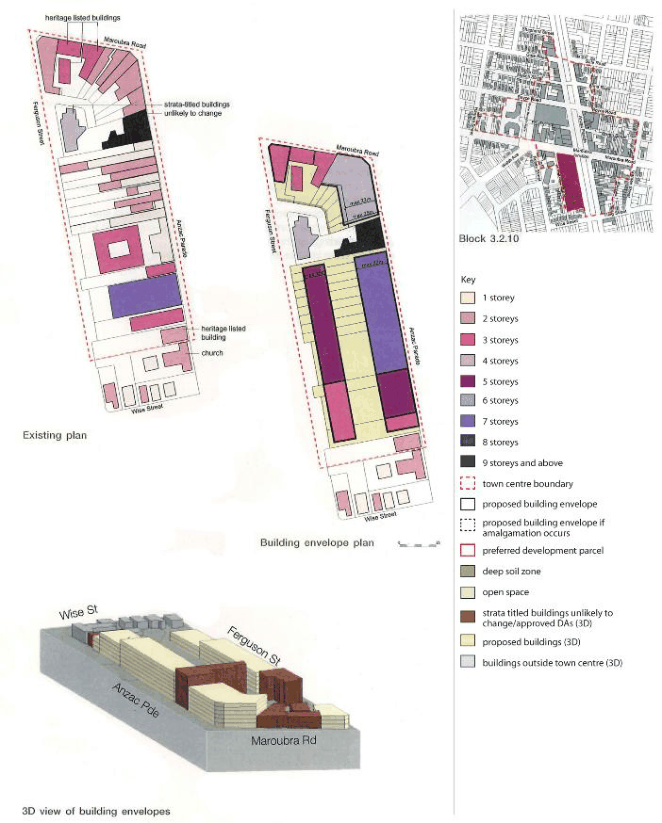 heritage listed buildings
Maroubra Road
Ferguson Street
strata-titled buildings
unlikely to change
Anzac Parade
heritage listed
building
church
Wise Street
Existing plan
Maroubra Road
Ferguson Street
Anzac Parade
Wise Street
Building envelope plan
Block 3.2.10
Key
1 storey
2 storeys
3 storeys
4 storeys
5 storeys
6 storeys
7 storeys
8 storeys
9 storeys and above
town centre boundary
proposed building envelope
proposed building envelope if
amalgamation occurs
preferred development parcel
deep soil zone
open space
strata titled buildings unlikely to
change/approved DAs (3D)
proposed buildings (3D)
buildings outside town centre (3D)
Wise St
Ferguson St
Anzac Pde
Maroubra Rd
3D view of building envelopes